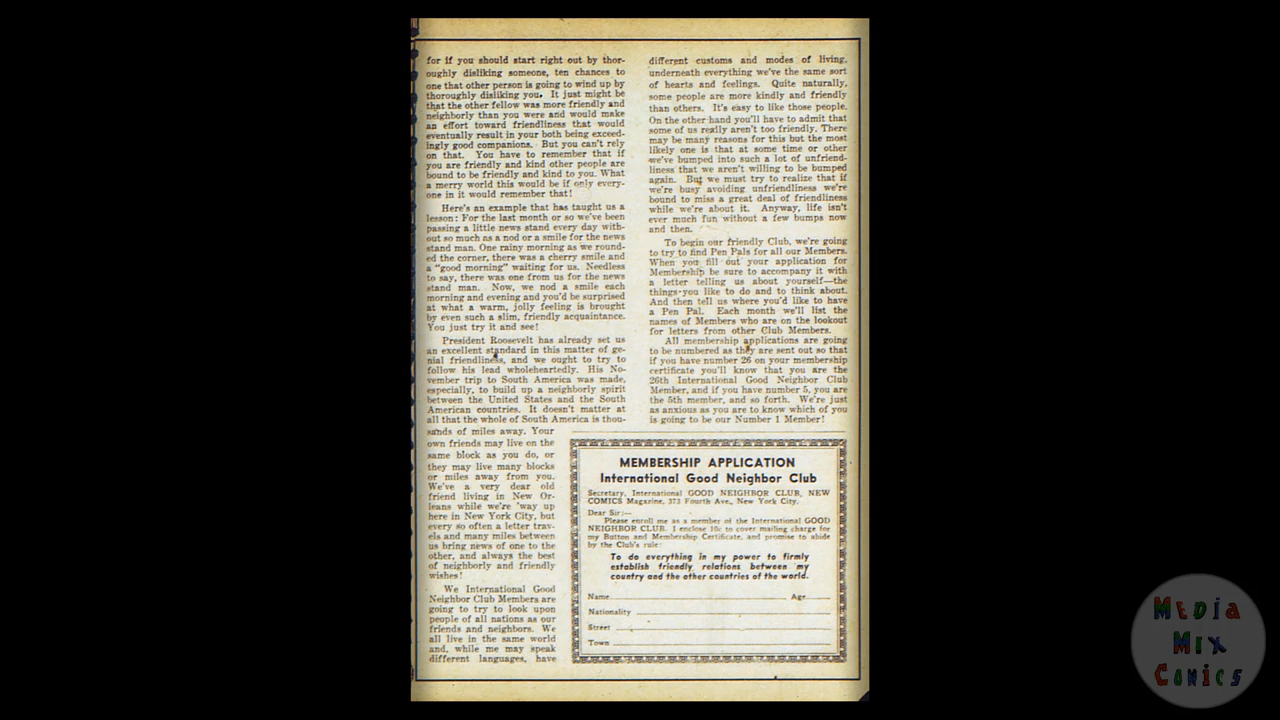 for if you should start right out by thor-
oughly disliking someone, ten chances to
one that other person is going to wind up by
thoroughly disliking you. It just might be
that the other fellow was more friendly and
neighborly than you were and would make
an effort toward friendliness that would
eventually result in your both being exceed-
ingly good companions. But you can't rely
on that. You have to remember that if
you are friendly and kind other people are
bound to be friendly and kind to you. What
a merry world this would be if only every-
one in it would remember that!
Here's an example that has taught us a
lesson: For the last month or so we've been
passing a little news stand every day with-
out so much as a nod or a smile for the news
stand man. One rainy morning as we round-
ed the corner, there was a cherry smile and
a "good morning" waiting for us. Needless
to say, there was one from us for the news
stand man. Now, we nod a smile each
morning and evening and you'd be surprised
at what a warm, jolly feeling is brought
by even such a slim, friendly acquaintance.
You just try it and see!
President Roosevelt has already set us
an excellent standard in this matter of ge-
nial friendliness, and we ought to try to
follow his lead wholeheartedly. His No-
vember trip to South America was made,
especially, to build up a neighborly spirit
between the United States and the South
American countries. It doesn't matter at
all that the whole of South America is thou-
sands of miles away. Your
own friends may live on the
same block as you do, or
they may live many blocks
or miles away from you.
We've a very dear old
friend living in New Or-
leans while we're 'way up
here in New York City, but
every so often a letter trav-
els and many miles between
us bring news of one to the
other, and always the best
of neighborly and friendly
wishes!
We International Good
Neighbor Club Members are
going to try to look upon
people of all nations as our
friends and neighbors. We
all live in the same world
and, while me may speak
different languages, have
different customs and modes of living,
underneath everything we've the same sort
of hearts and feelings. Quite naturally,
some people are more kindly and friendly
than others. It's easy to like those people.
On the other hand you'll have to admit that
some of us really aren't too friendly. There
may be many reasons for this but the most
likely one is that at some time or other
we've bumped into such a lot of unfriend-
liness that we aren't willing to be bumped
again. But we must try to realize that if
we're busy avoiding unfriendliness we're
bound to miss a great deal of friendliness
while we're about it. Anyway, life isn't
ever much fun without a few bumps now
and then.
To begin our friendly Club, we're going
to try to find Pen Pals for all our Members.
When you fill out your application for
Membership be sure to accompany it with
a letter telling us about yourself—the
things you like to do and to think about.
And then tell us where you'd like to have
a Pen Pal. Each month we'll list the
names of Members who are on the lookout
for letters from other Club Members.
All membership applications are going
to be numbered as they are sent out so that
if you have number 26 on your membership
certificate you'll know that you are the
26th International Good Neighbor Club
Member, and if you have number 5, you are
the 5th member, and so forth. We're just
as anxious as you are to know which of you
is going to be our Number 1 Member!
MEMBERSHIP APPLICATION
International Good Neighbor Club
Secretary, International GOOD NEIGHBOR CLUB, NEW
COMICS Magazine, 373 Fourth Ave., New York City.
Dear Sir:—
Please enroll me as a member of the International GOOD
NEIGHBOR CLUB. I enclose 10c to cover mailing charge for
my Button and Membership Certificate, and promise to abide
by the Club's rule:
To do everything in my power to firmly
establish friendly relations between my
country and the other countries of the world.
Name Age
Nationality
Street
Town
MEDIA
MIX
COMICS